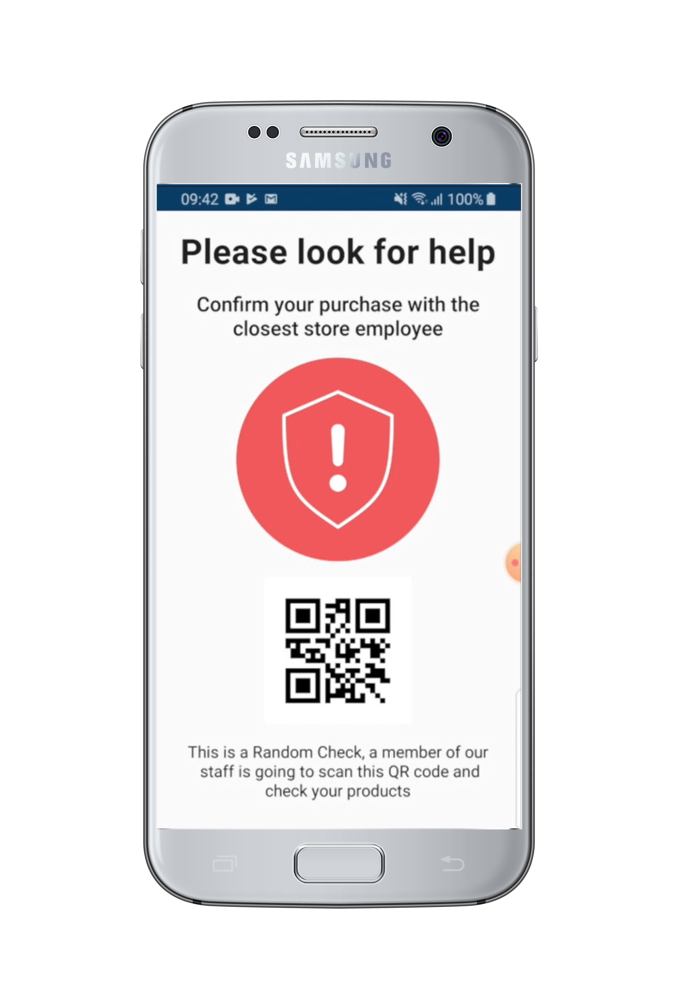 SAMSUNG
09:42 100%
Please look for help
Confirm your purchase with the
closest store employee
This is a Random Check, a member of our
staff is going to scan this QR code and
check your products